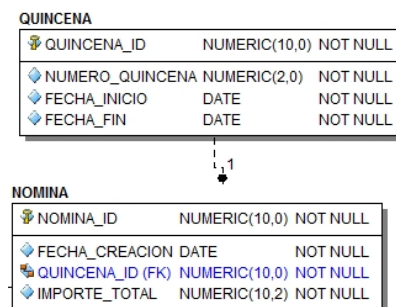 QUINCENA
QUINCENA_ID NUMERIC(10,0) NOT NULL
NUMERO_QUINCENA NUMERIC(2,0) NOT NULL
FECHA_INICIO DATE NOT NULL
FECHA_FIN DATE NOT NULL
1
NOMINA
NOMINA_ID NUMERIC(10,0) NOT NULL
FECHA_CREACION DATE NOT NULL
QUINCENA_ID (FK) NUMERIC(10,0) NOT NULL
IMPORTE_TOTAL NUMERIC(10,2) NOT NULL